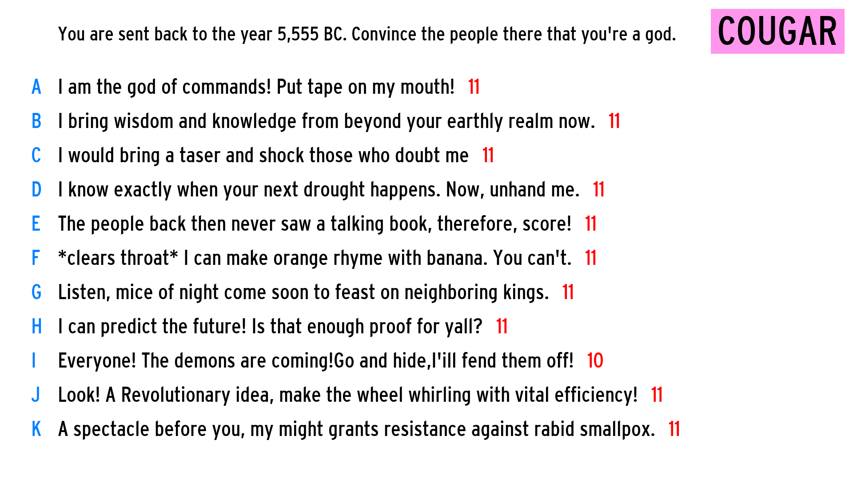 You are sent back to the year 5,555 BC. Convince the people there that you're a god. COUGAR
A I am the god of commands! Put tape on my mouth! 11
B I bring wisdom and knowledge from beyond your earthly realm now. 11
C I would bring a taser and shock those who doubt me 11
D I know exactly when your next drought happens. Now, unhand me. 11
E The people back then never saw a talking book, therefore, score! 11
F *clears throat* I can make orange rhyme with banana. You can't. 11
G Listen, mice of night come soon to feast on neighboring kings. 11
H I can predict the future! Is that enough proof for yall? 11
I Everyone! The demons are coming!Go and hide,I'ill fend them off! 10
J Look! A Revolutionary idea, make the wheel whirling with vital efficiency! 11
K A spectacle before you, my might grants resistance against rabid smallpox. 11